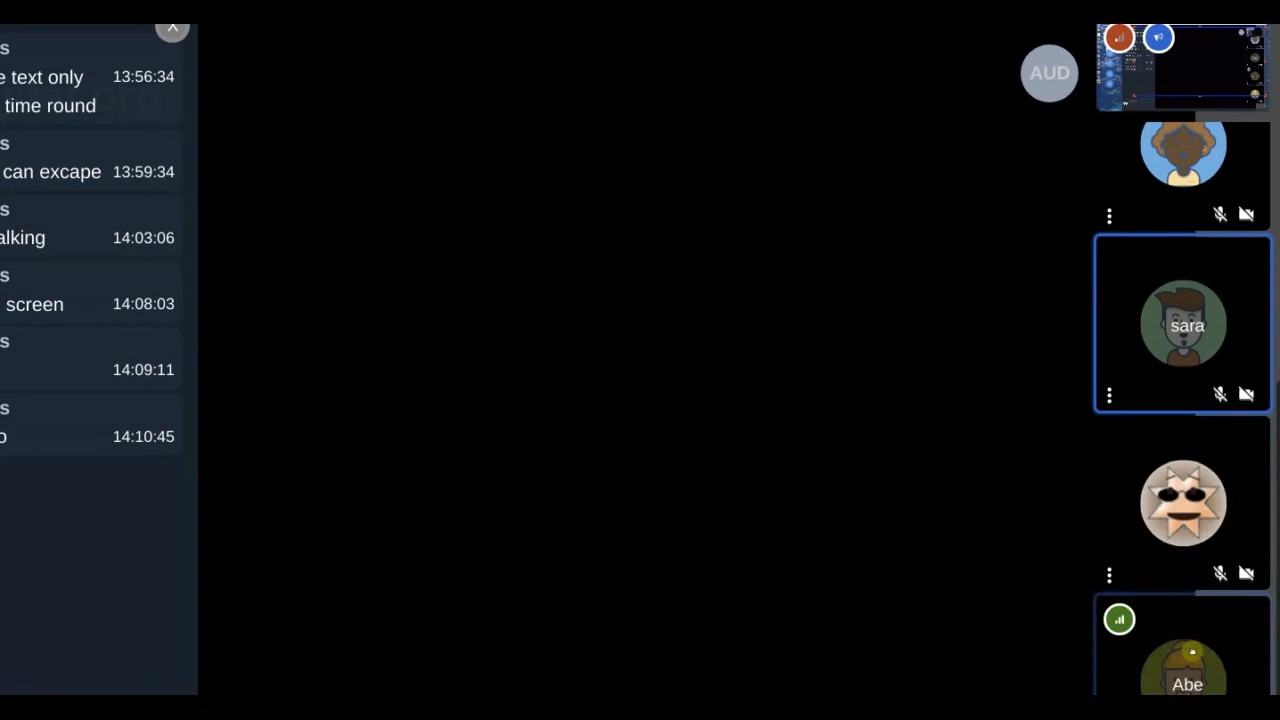 s
e text only 13:56:34
time round
s
can excape 13:59:34
s
alking 14:03:06
s
screen 14:08:03
s
14:09:11
s
o 14:10:45
X
AUD
sara
Abe